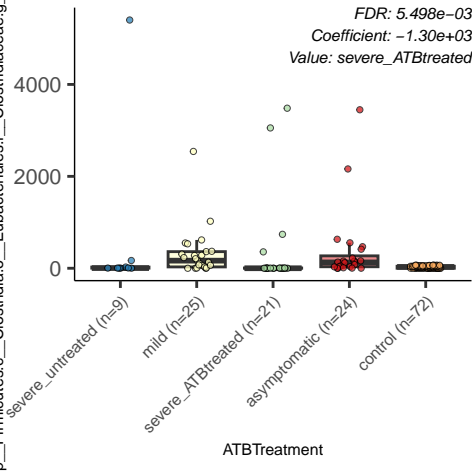 FDR: 5.498e−03
Coefficient: −1.30e+03
Value: severe_ATBtreated
4000
2000
0
severe_untreated (n=9)
mild (n=25)
severe_ATBtreated (n=21)
asymptomatic (n=24)
control (n=72)
ATBTreatment